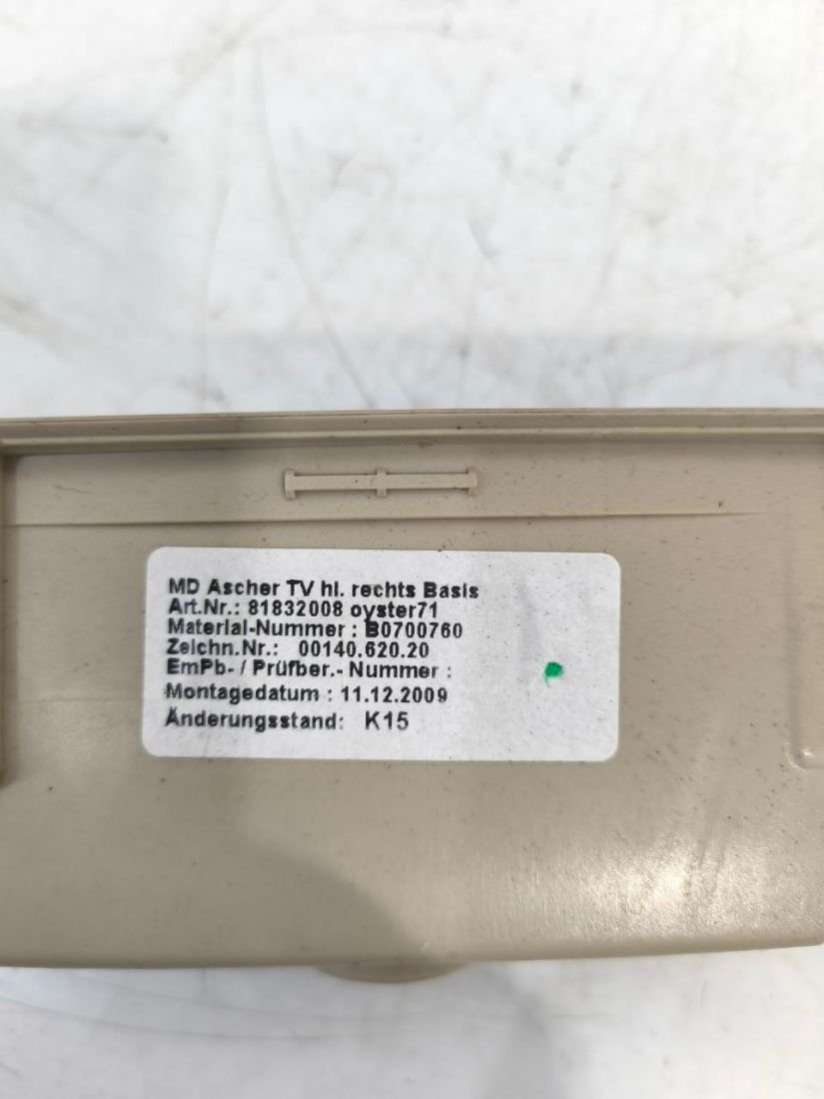 MD Ascher TV hl. rechts Basis
Art.Nr.: 81832008 oyster71
Material-Nummer : B0700760
Zeichn.Nr.: 00140.620.20
EmPb- / Prüfber.- Nummer :
Montagedatum : 11.12.2009
Änderungsstand: K15